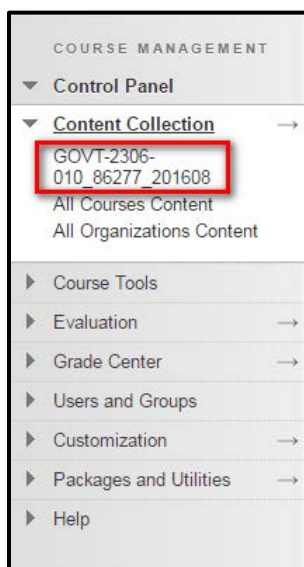 COURSE MANAGEMENT
Control Panel
Content Collection
GOVT-2306-
010_86277_201608
All Courses Content
All Organizations Content
Course Tools
Evaluation
Grade Center
Users and Groups
Customization
Packages and Utilities
Help